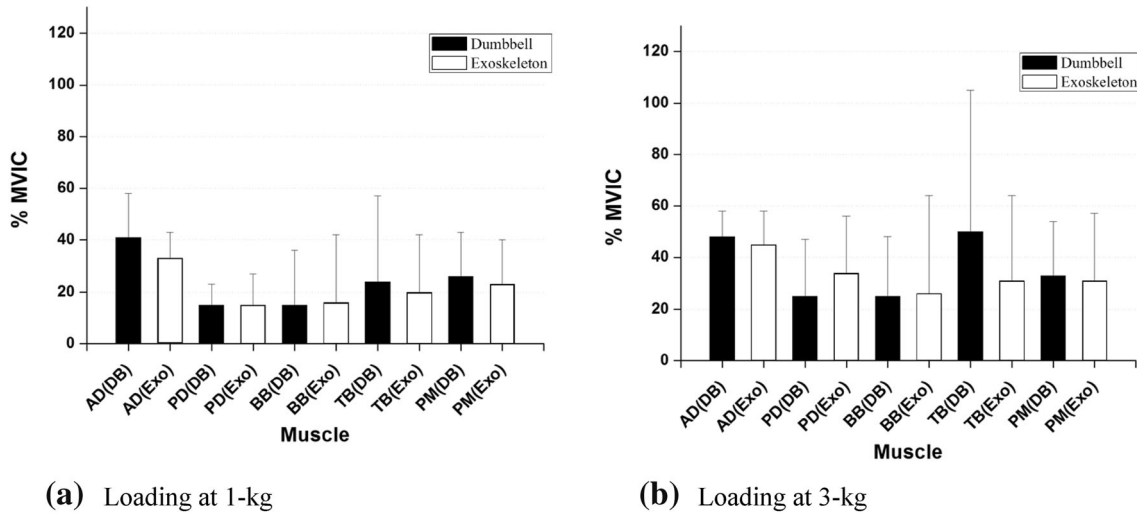 120
100
80
60
40
20
0
% MVIC
Dumbbell
Exoskeleton
AD(DB)
AD(Exo)
PD(DB)
PD(Exo)
BB(DB)
BB(Exo)
TB(DB)
TB(Exo)
PM(DB)
PM(Exo)
Muscle
(a) Loading at 1-kg
120
100
80
60
40
20
0
% MVIC
Dumbbell
Exoskeleton
AD(DB)
AD(Exo)
PD(DB)
PD(Exo)
BB(DB)
BB(Exo)
TB(DB)
TB(Exo)
PM(DB)
PM(Exo)
Muscle
(b) Loading at 3-kg